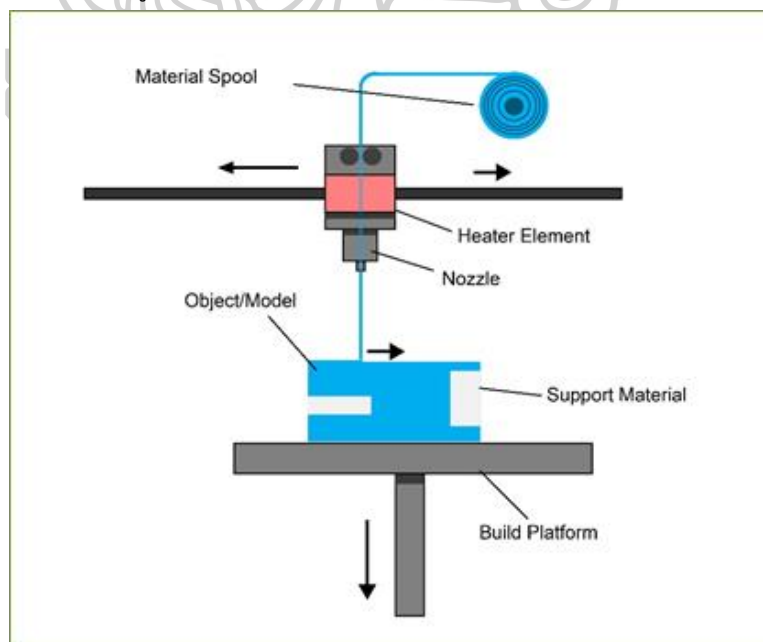 Material Spool
Heater Element
Nozzle
Object/Model
Support Material
Build Platform